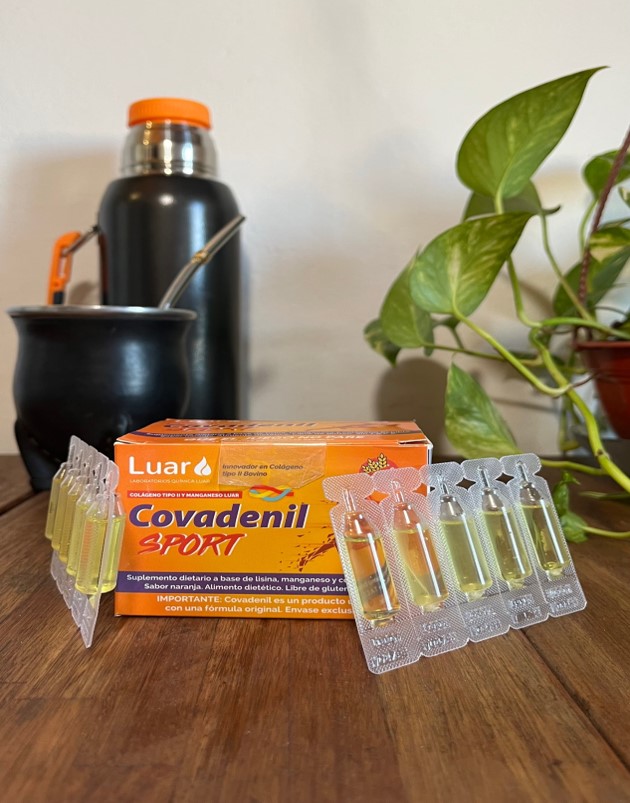 Luar
LABORATORIOS QUÍMICA LUAR
Innovador en Colágeno
tipo II Bovino
COLÁGENO TIPO II Y MANGANESO LUAR
Covadenil
SPORT
Suplemento dietario a base de lisina, manganeso y
Sabor naranja. Alimento dietético. Libre de gluten
IMPORTANTE: Covadenil es un producto
con una fórmula original. Envase